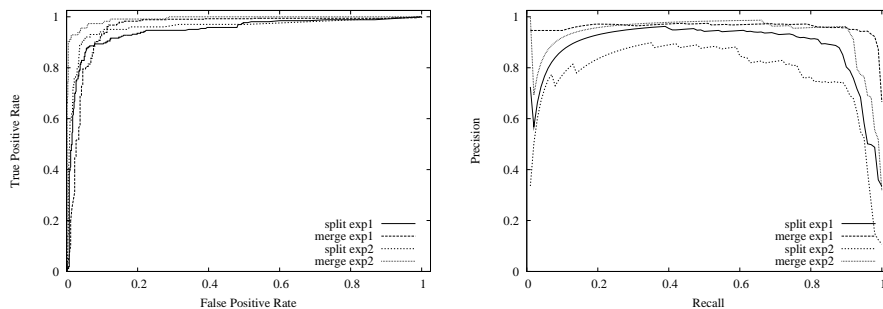 1
0.8
0.6
0.4
0.2
0
True Positive Rate
0 0.2 0.4 0.6 0.8 1
False Positive Rate
split exp1
merge exp1
split exp2
merge exp2
1
0.8
0.6
0.4
0.2
0
Precision
0 0.2 0.4 0.6 0.8 1
Recall
split exp1
merge exp1
split exp2
merge exp2